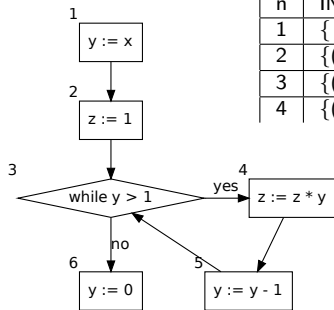 1
y := x
2
z := 1
3
while y > 1
yes
4
z := z * y
no
5
y := y - 1
6
y := 0
n
1 {
2 {(
3 {(
4 {(